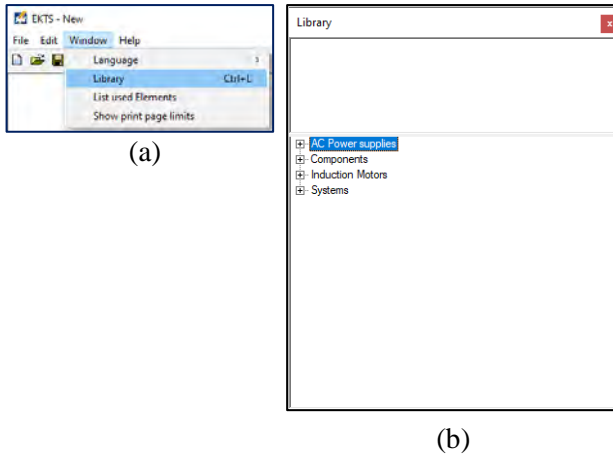 EKTS - New
File Edit Window Help
Language
Library Ctrl+L
List used Elements
Show print page limits
(a)
Library
x
AC Power supplies
Components
Induction Motors
Systems
(b)